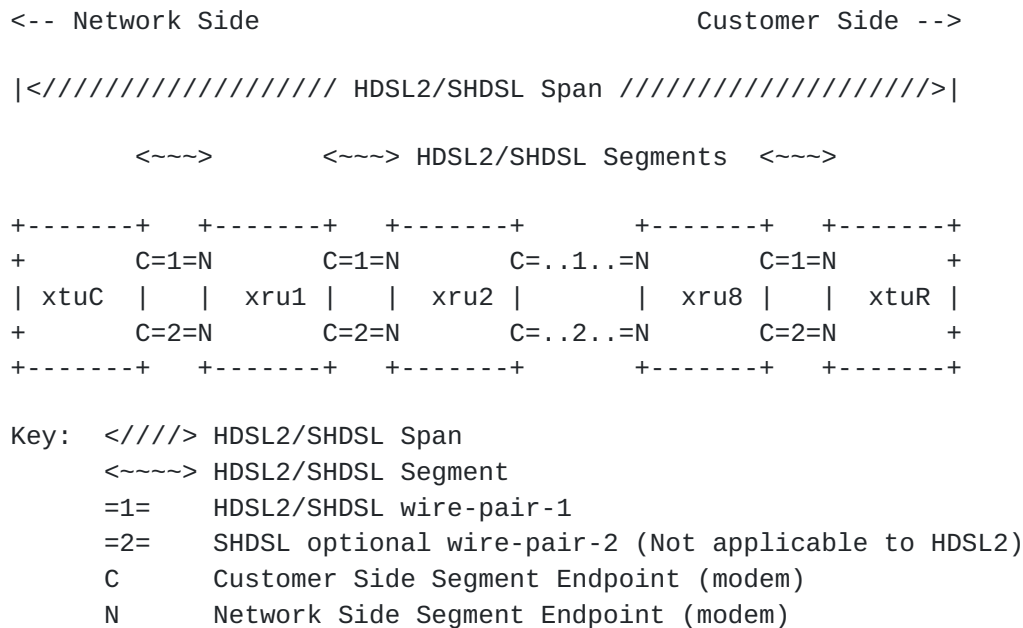 <-- Network Side                            Customer Side -->

|</////////////////// HDSL2/SHDSL Span ////////////////////>|

        <~~~>       <~~~> HDSL2/SHDSL Segments  <~~~>

+-------+   +-------+   +-------+       +-------+   +-------+
+       C=1=N       C=1=N       C=..1..=N       C=1=N       +
| xtuC  |   |  xru1 |   |  xru2 |       |  xru8 |   |  xtuR |
+       C=2=N       C=2=N       C=..2..=N       C=2=N       +
+-------+   +-------+   +-------+       +-------+   +-------+

Key:  <////> HDSL2/SHDSL Span
      <~~~~> HDSL2/SHDSL Segment
      =1=    HDSL2/SHDSL wire-pair-1
      =2=    SHDSL optional wire-pair-2 (Not applicable to HDSL2)
      C      Customer Side Segment Endpoint (modem)
      N      Network Side Segment Endpoint (modem)